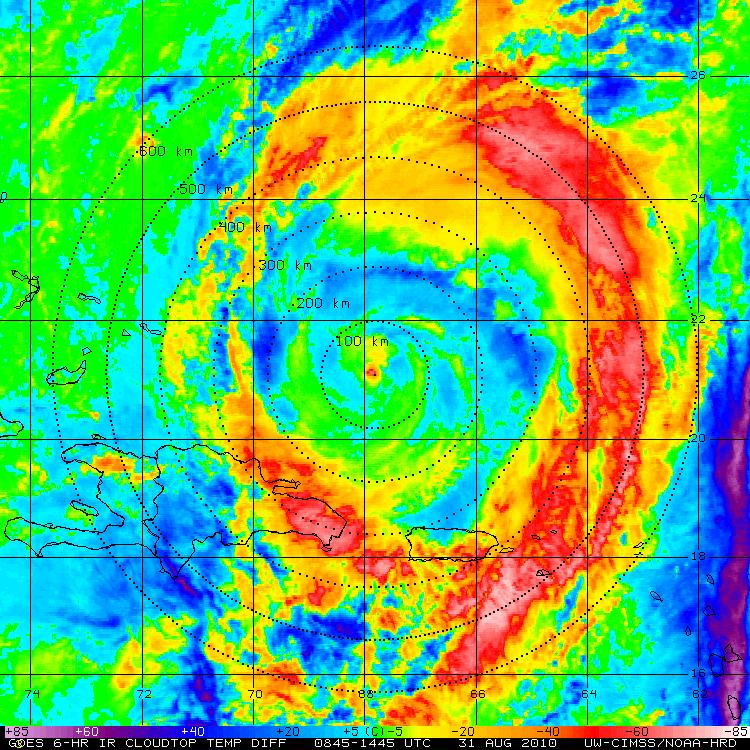 26
600 km
500 km
24
400 km
300 km
200 km
22
100 km
20
18
16
74 72 70 68 66 64 62
+85 +60 +40 +20 +5 (C) -5 -20 -40 -60 -85
GOES 6-HR IR CLOUDTOP TEMP DIFF 0845-1445 UTC 31 AUG 2010 UW-CIMSS/NOAA-HRD